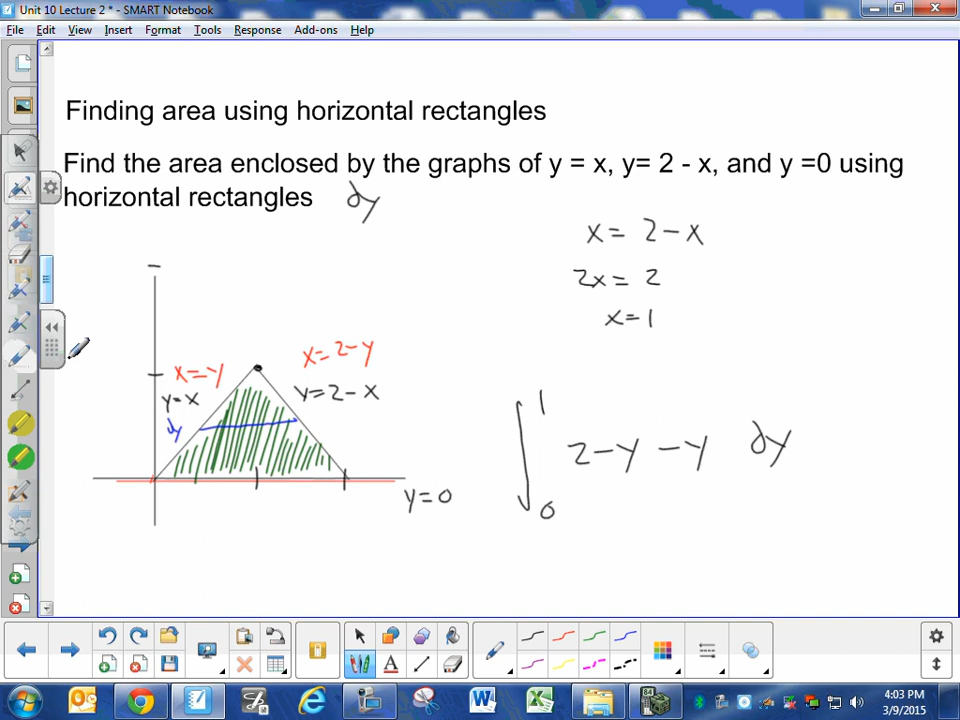 Unit 10 Lecture 2 * - SMART Notebook
File Edit View Insert Format Tools Response Add-ons Help
Finding area using horizontal rectangles
Find the area enclosed by the graphs of y = x, y= 2 - x, and y =0 using
horizontal rectangles dy
x = 2 - x
2x = 2
x = 1
x = y
x = 2 - y
y = x
y = 2 - x
dy
y = 0
∫ 1 0 2 - y - y dy
A
84
4:03 PM
3/9/2015